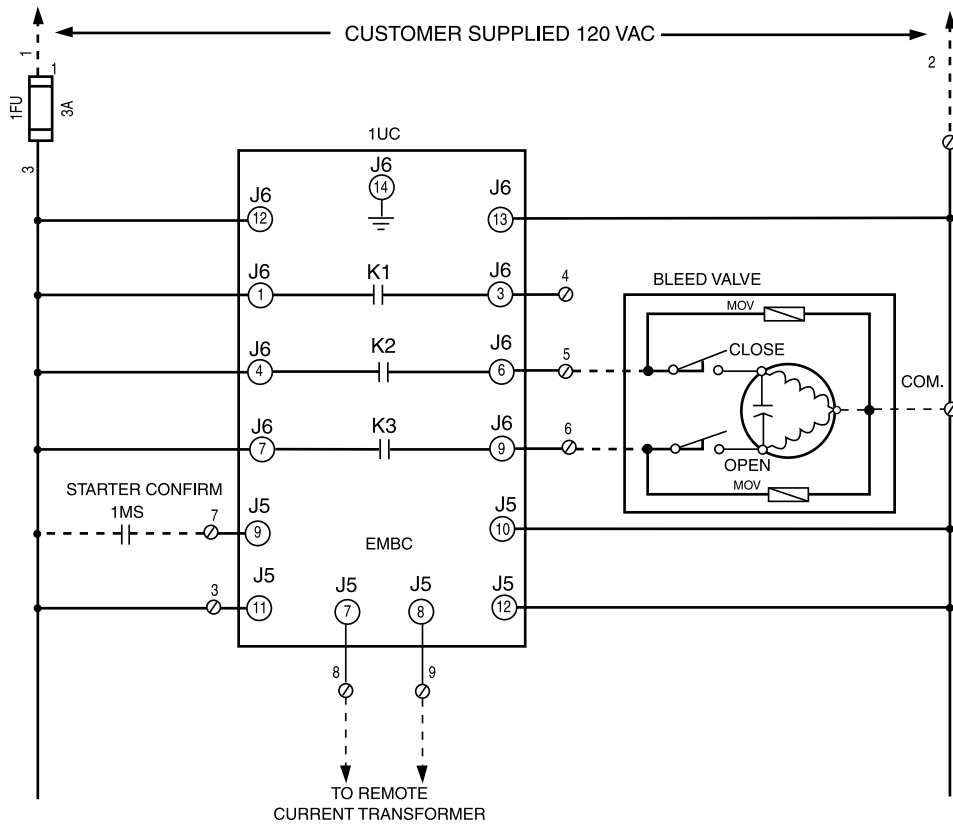 CUSTOMER SUPPLIED 120 VAC
1
1
2
1FU
3A
3
1UC
J6
14
J6
12
J6
13
J6
1
K1
J6
3
4
BLEED VALVE
MOV
J6
4
K2
J6
6
5
CLOSE
COM.
J6
7
K3
J6
9
6
OPEN
MOV
STARTER CONFIRM
1MS
7
J5
9
EMBC
J5
10
3
J5
11
J5
7
J5
8
J5
12
8
9
TO REMOTE
CURRENT TRANSFORMER